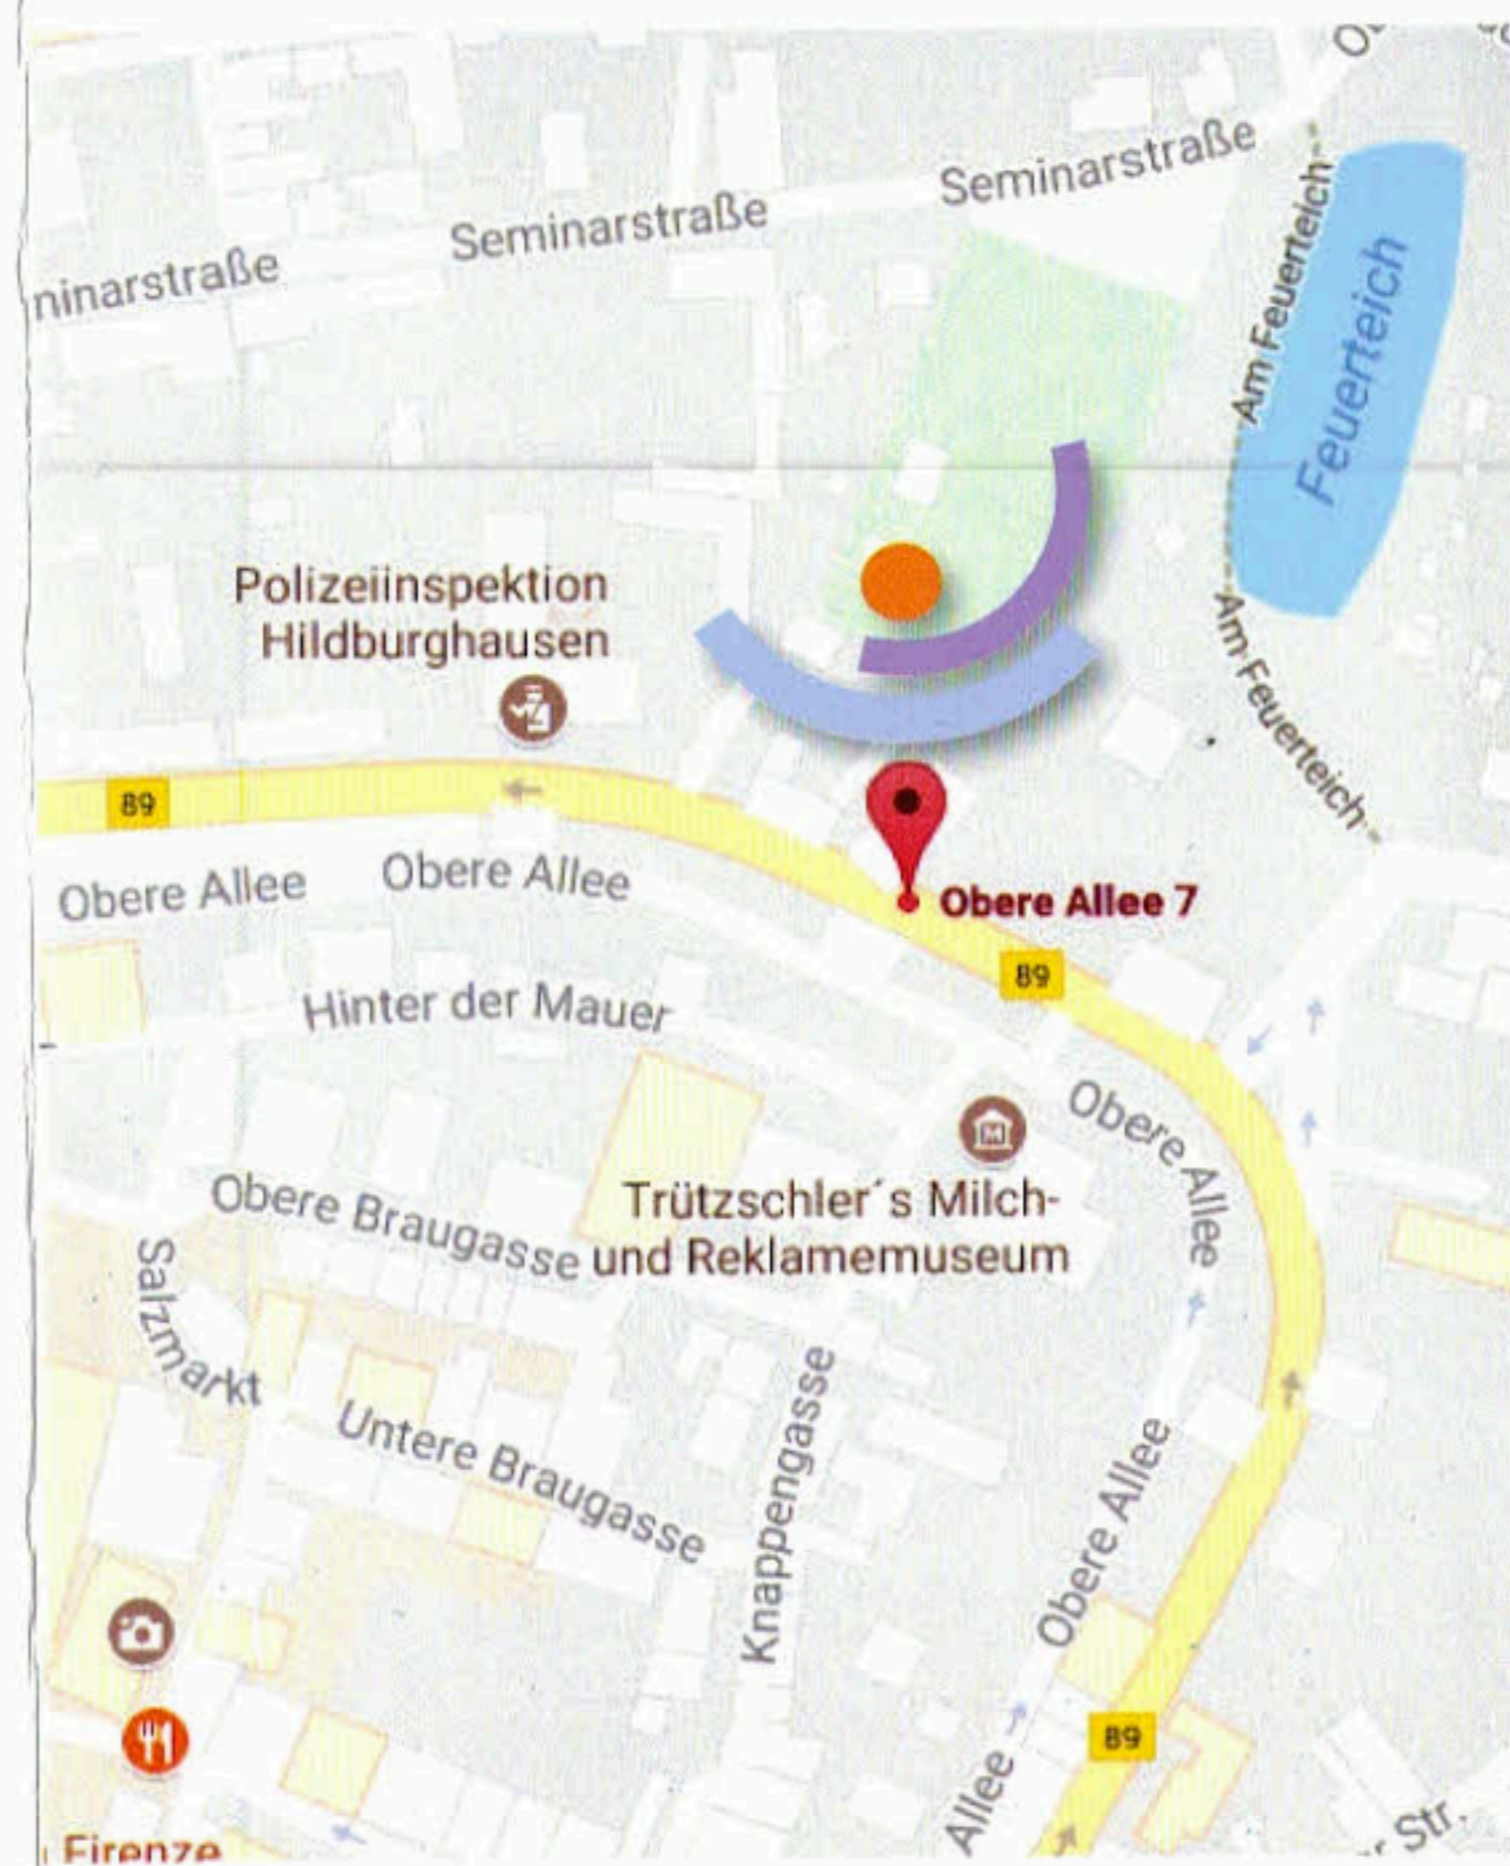 Seminarstraße
Seminarstraße
ninarstraße
Am Feuerteich
Feuerteich
Polizeiinspektion
Hildburghausen
Am Feuerteich
89
Obere Allee
Obere Allee
Obere Allee 7
89
Hinter der Mauer
Obere Allee
Trützschler´s Milch-
und Reklamemuseum
Obere Braugasse
Salzmarkt
Untere Braugasse
Knappengasse
Obere Allee
89
Allee
r Str.
Firenze